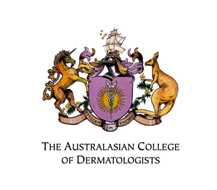 THE AUSTRALASIAN COLLEGE
OF DERMATOLOGISTS